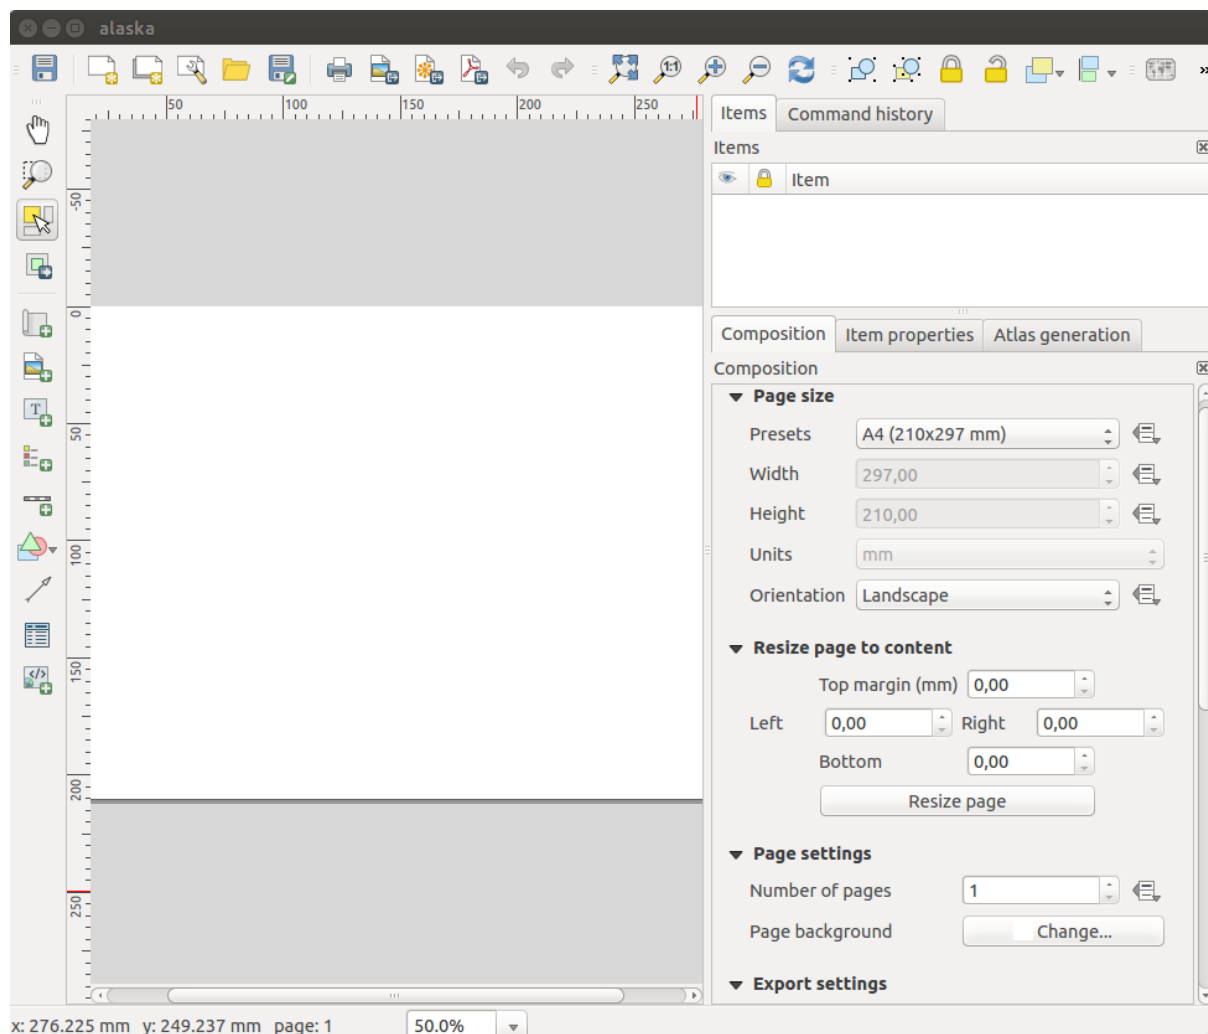 alaska
1:1
50 100 150 200 250
Items Command history
Items
Item
-50
0
50
100
150
200
250
Composition Item properties Atlas generation
Composition
Page size
Presets A4 (210x297 mm)
Width 297,00
Height 210,00
Units mm
Orientation Landscape
Resize page to content
Top margin (mm) 0,00
Left 0,00 Right 0,00
Bottom 0,00
Resize page
Page settings
Number of pages 1
Page background Change...
Export settings
x: 276.225 mm y: 249.237 mm page: 1 50.0%